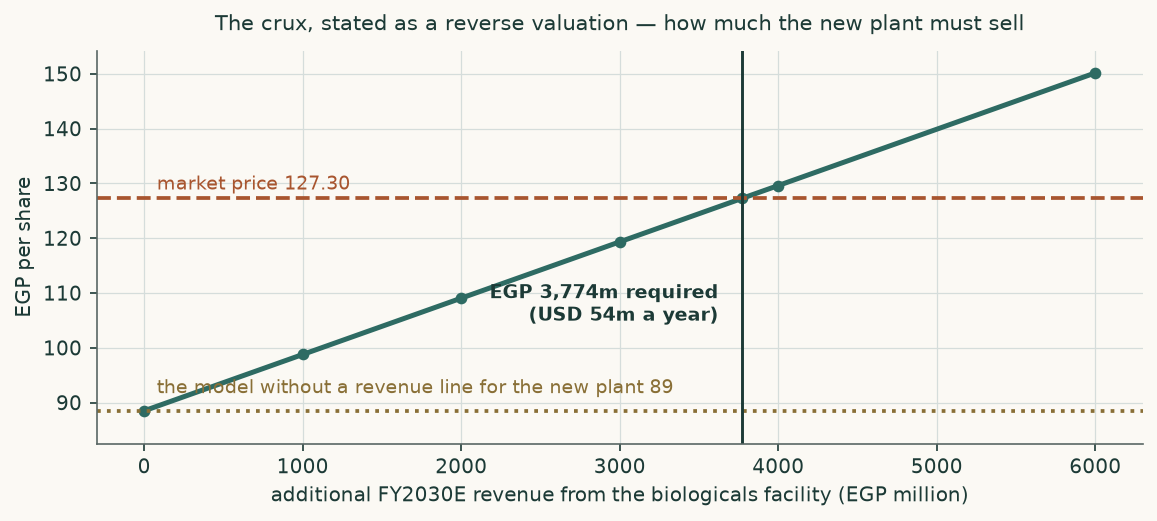 The crux, stated as a reverse valuation — how much the new plant must sell
EGP per share
150
140
130
120
110
100
90
market price 127.30
EGP 3,774m required
(USD 54m a year)
the model without a revenue line for the new plant 89
0 1000 2000 3000 4000 5000 6000
additional FY2030E revenue from the biologicals facility (EGP million)